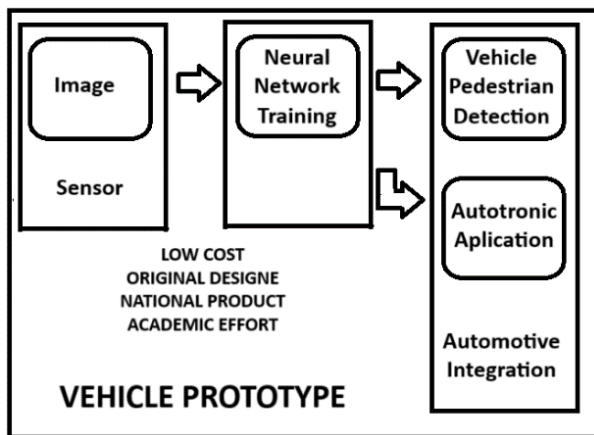 Image
Sensor
Neural
Network
Training
Vehicle
Pedestrian
Detection
Autotronic
Aplication
Automotive
Integration
LOW COST
ORIGINAL DESIGNE
NATIONAL PRODUCT
ACADEMIC EFFORT
VEHICLE PROTOTYPE